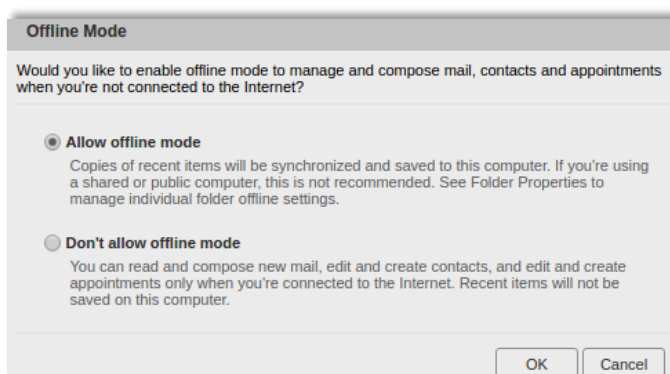 Offline Mode
Would you like to enable offline mode to manage and compose mail, contacts and appointments
when you're not connected to the Internet?
Allow offline mode
Copies of recent items will be synchronized and saved to this computer. If you're using
a shared or public computer, this is not recommended. See Folder Properties to
manage individual folder offline settings.
Don't allow offline mode
You can read and compose new mail, edit and create contacts, and edit and create
appointments only when you're connected to the Internet. Recent items will not be
saved on this computer.
OK Cancel